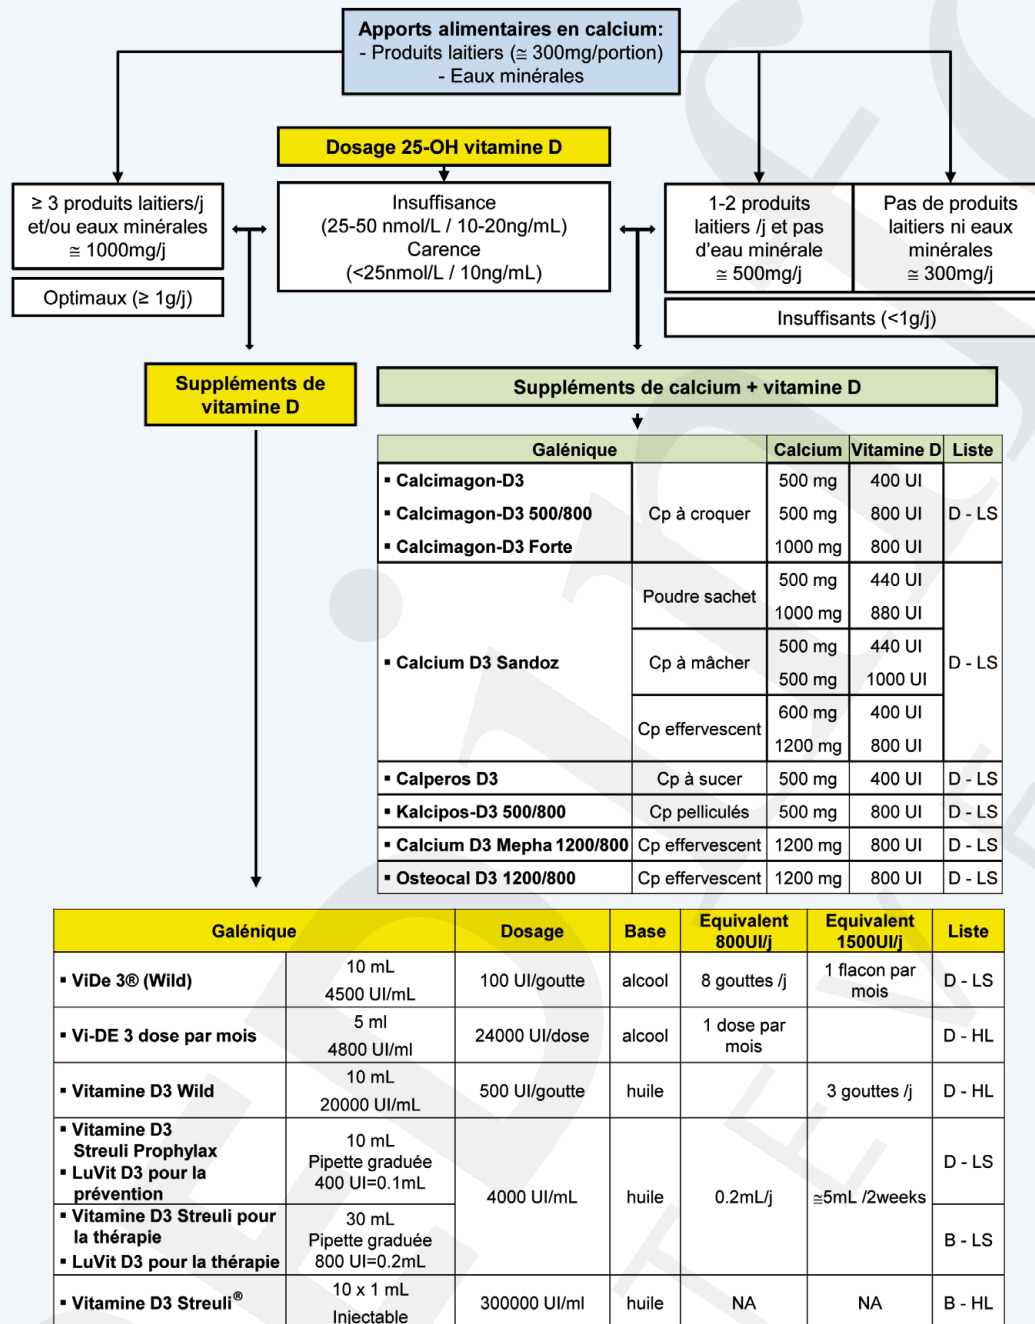 Apports alimentaires en calcium:
- Produits laitiers (≅ 300mg/portion)
- Eaux minérales
Dosage 25-OH vitamine D
≥ 3 produits laitiers/j
et/ou eaux minérales
≅ 1000mg/j
Optimaux (≥ 1g/j)
Insuffisance
(25-50 nmol/L / 10-20ng/mL)
Carence
(<25nmol/L / 10ng/mL)
1-2 produits
laitiers /j et pas
d'eau minérale
≅ 500mg/j
Pas de produits
laitiers ni eaux
minérales
≅ 300mg/j
Insuffisants (<1g/j)
Suppléments de
vitamine D
Suppléments de calcium + vitamine D
Galénique Calcium Vitamine D Liste
▪ Calcimagon-D3 500 mg 400 UI
▪ Calcimagon-D3 500/800 Cp à croquer 500 mg 800 UI D - LS
▪ Calcimagon-D3 Forte 1000 mg 800 UI
Poudre sachet 500 mg 440 UI
1000 mg 880 UI
▪ Calcium D3 Sandoz Cp à mâcher 500 mg 440 UI D - LS
500 mg 1000 UI
Cp effervescent 600 mg 400 UI
1200 mg 800 UI
▪ Calperos D3 Cp à sucer 500 mg 400 UI D - LS
▪ Kalcipos-D3 500/800 Cp pelliculés 500 mg 800 UI D - LS
▪ Calcium D3 Mepha 1200/800 Cp effervescent 1200 mg 800 UI D - LS
▪ Osteocal D3 1200/800 Cp effervescent 1200 mg 800 UI D - LS
Galénique Dosage Base Equivalent 800UI/j Equivalent 1500UI/j Liste
▪ ViDe 3® (Wild) 10 mL 4500 UI/mL 100 UI/goutte alcool 8 gouttes /j 1 flacon par mois D - LS
▪ Vi-DE 3 dose par mois 5 ml 4800 UI/ml 24000 UI/dose alcool 1 dose par mois D - HL
▪ Vitamine D3 Wild 10 mL 20000 UI/mL 500 UI/goutte huile 3 gouttes /j D - HL
▪ Vitamine D3
Streuli Prophylax
▪ LuVit D3 pour la
prévention
10 mL
Pipette graduée
400 UI=0.1mL
D - LS
4000 UI/mL huile 0.2mL/j ≅5mL /2weeks
▪ Vitamine D3 Streuli pour
la thérapie
▪ LuVit D3 pour la thérapie
30 mL
Pipette graduée
800 UI=0.2mL
B - LS
▪ Vitamine D3 Streuli® 10 x 1 mL Injectable 300000 UI/ml huile NA NA B - HL